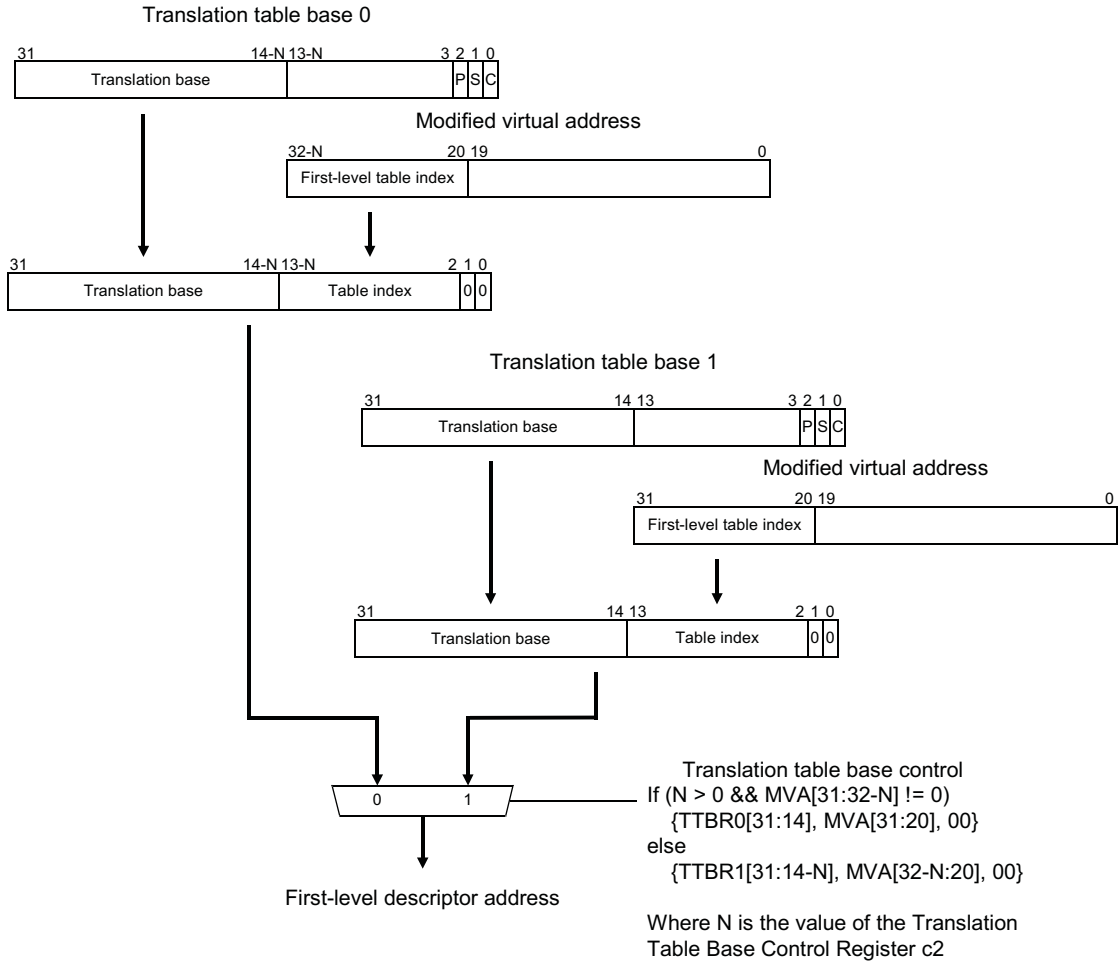 Translation table base 0
31 14-N 13-N 3 2 1 0
Translation base P S C
Modified virtual address
32-N 20 19 0
First-level table index
31 14-N 13-N 2 1 0
Translation base Table index 0 0
Translation table base 1
31 14 13 3 2 1 0
Translation base P S C
Modified virtual address
31 20 19 0
First-level table index
31 14 13 2 1 0
Translation base Table index 0 0
0 1
Translation table base control
If (N > 0 && MVA[31:32-N] != 0)
{TTBR0[31:14], MVA[31:20], 00}
else
{TTBR1[31:14-N], MVA[32-N:20], 00}
First-level descriptor address
Where N is the value of the Translation
Table Base Control Register c2